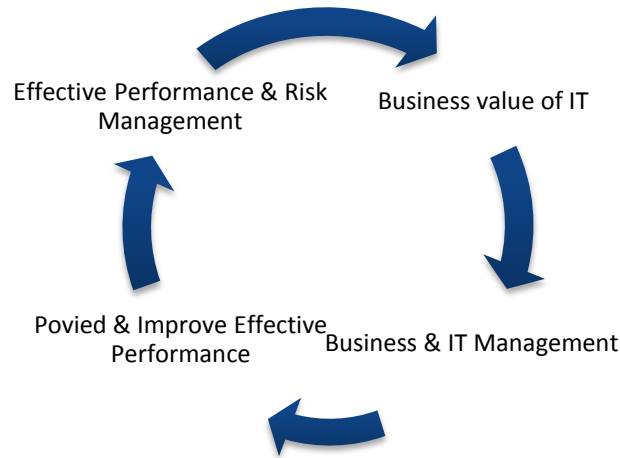 Effective Performance & Risk
Management
Business value of IT
Povied & Improve Effective
Performance
Business & IT Management